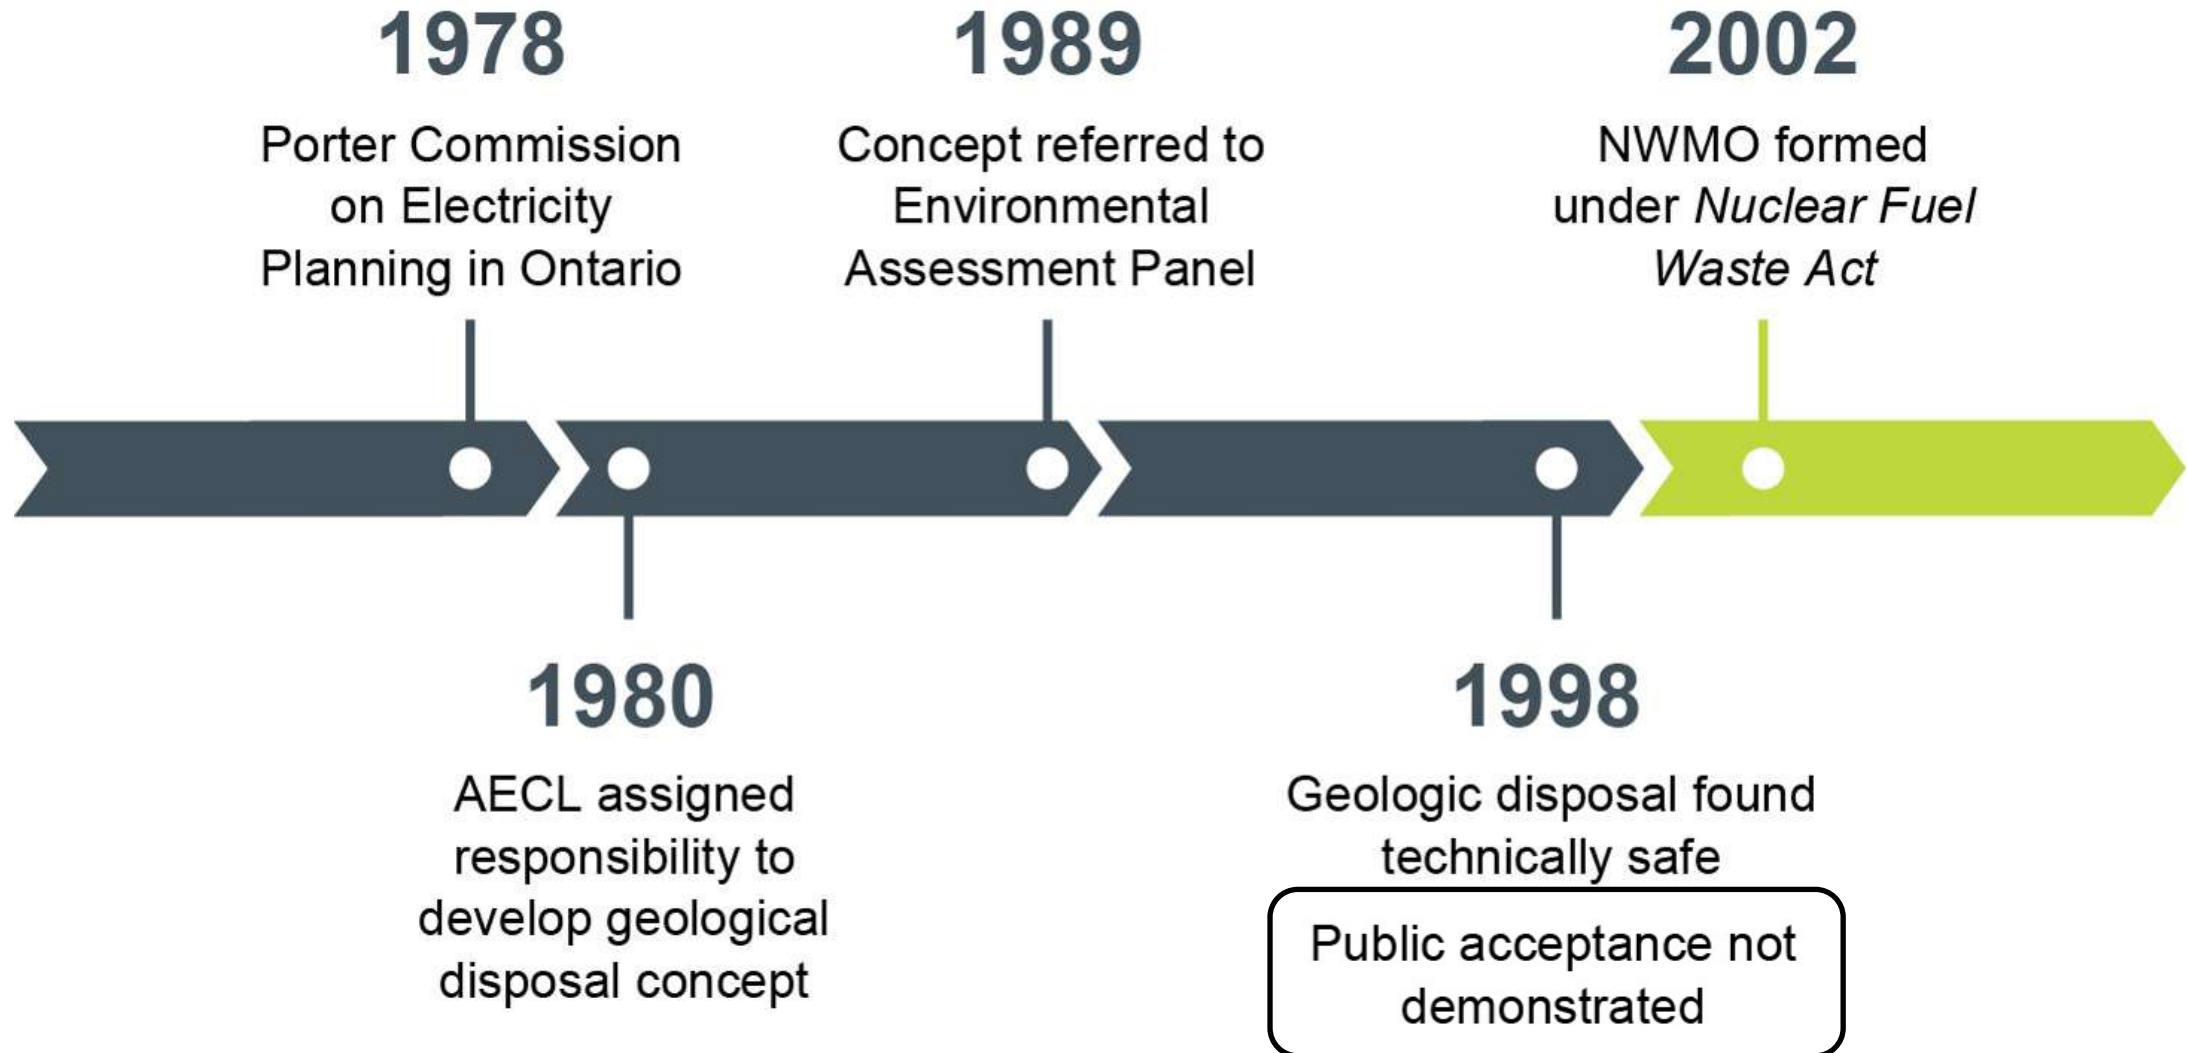 1978
Porter Commission
on Electricity
Planning in Ontario
1980
AECL assigned
responsibility to
develop geological
disposal concept
1989
Concept referred to
Environmental
Assessment Panel
1998
Geologic disposal found
technically safe
Public acceptance not
demonstrated
2002
NWMO formed
under Nuclear Fuel
Waste Act